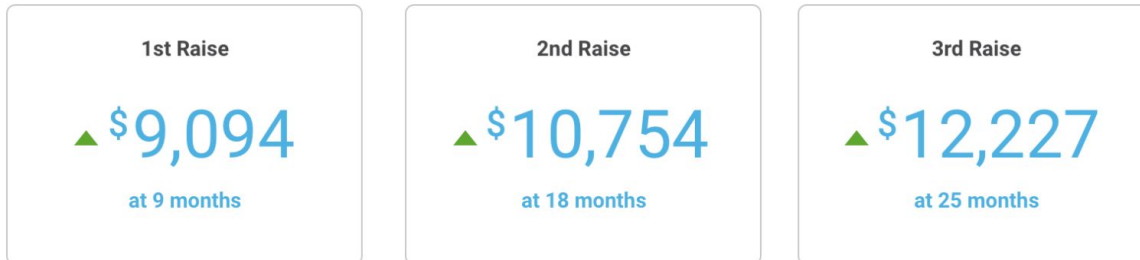 1st Raise
$9,094
at 9 months
2nd Raise
$10,754
at 18 months
3rd Raise
$12,227
at 25 months